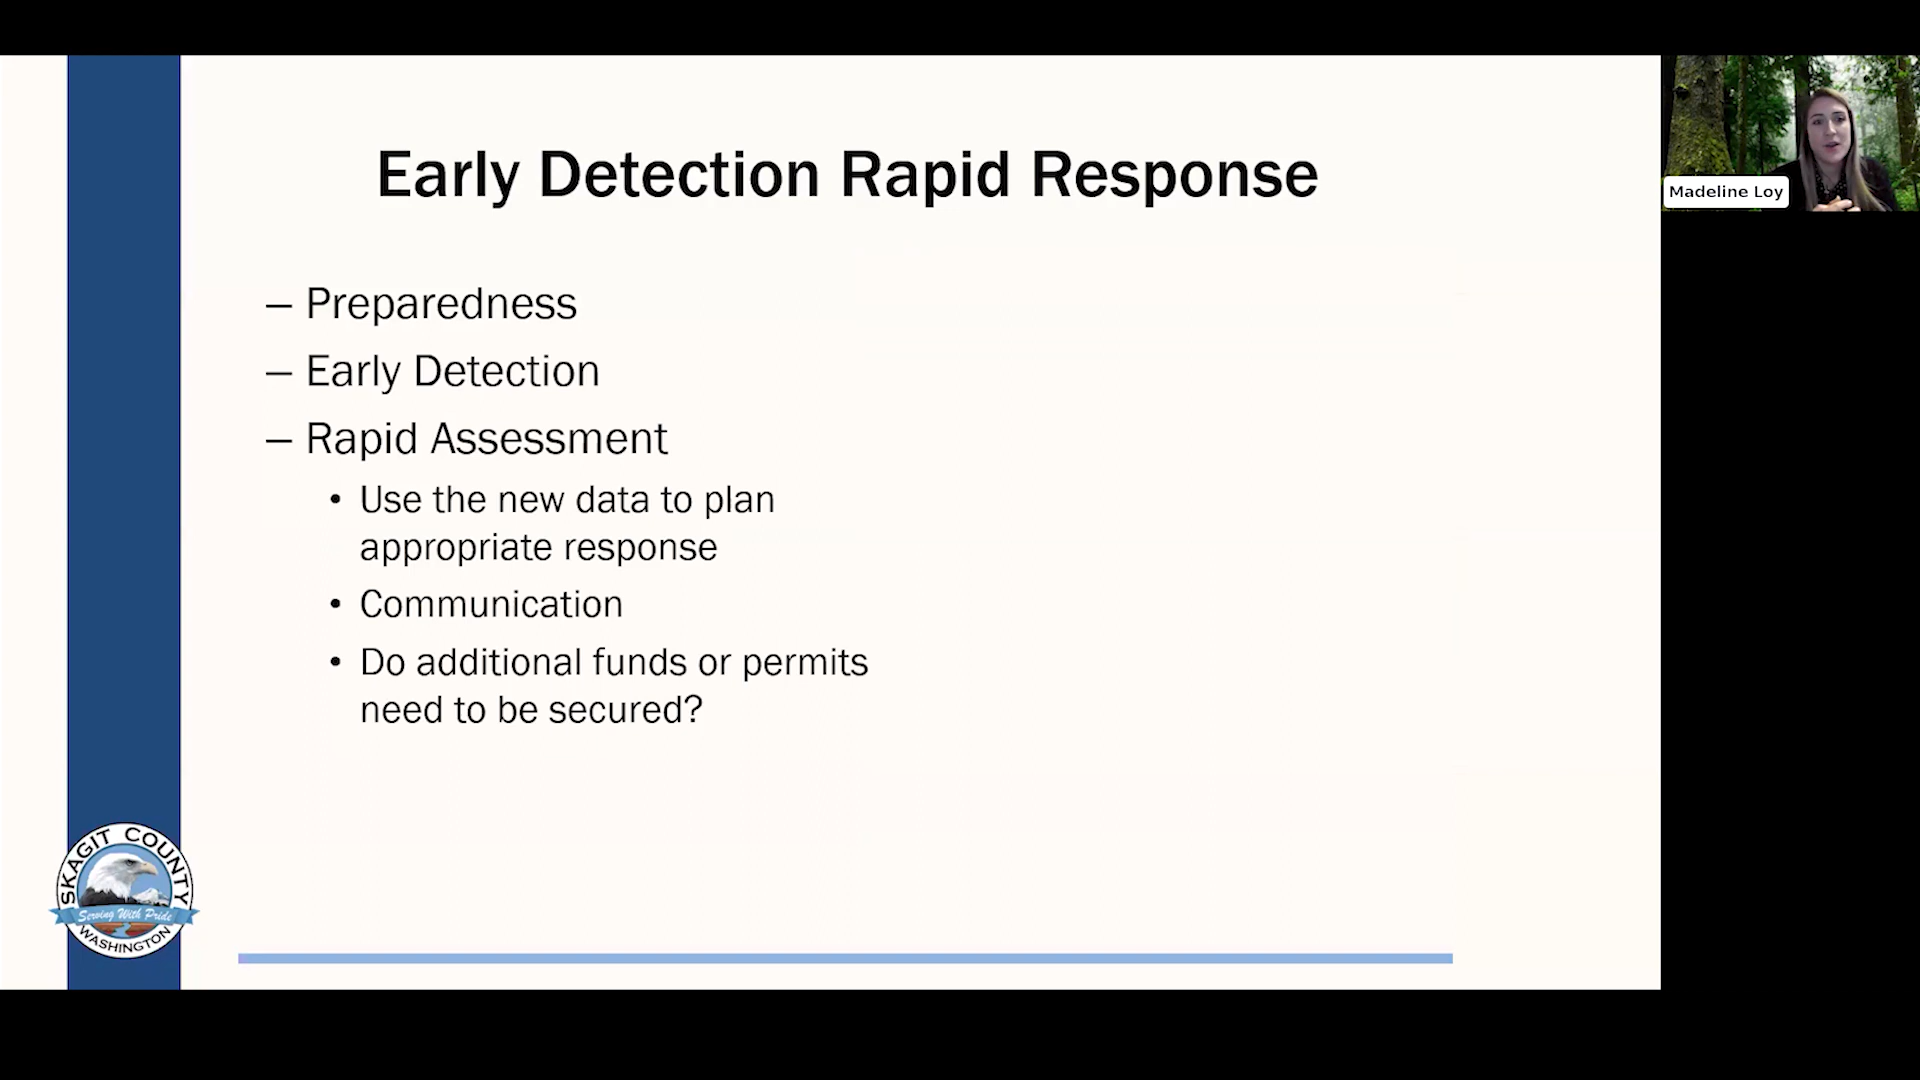 Early Detection Rapid Response
Madeline Loy
– Preparedness
– Early Detection
– Rapid Assessment
• Use the new data to plan
appropriate response
• Communication
• Do additional funds or permits
need to be secured?
SKAGIT COUNTY
Serving With Pride
WASHINGTON